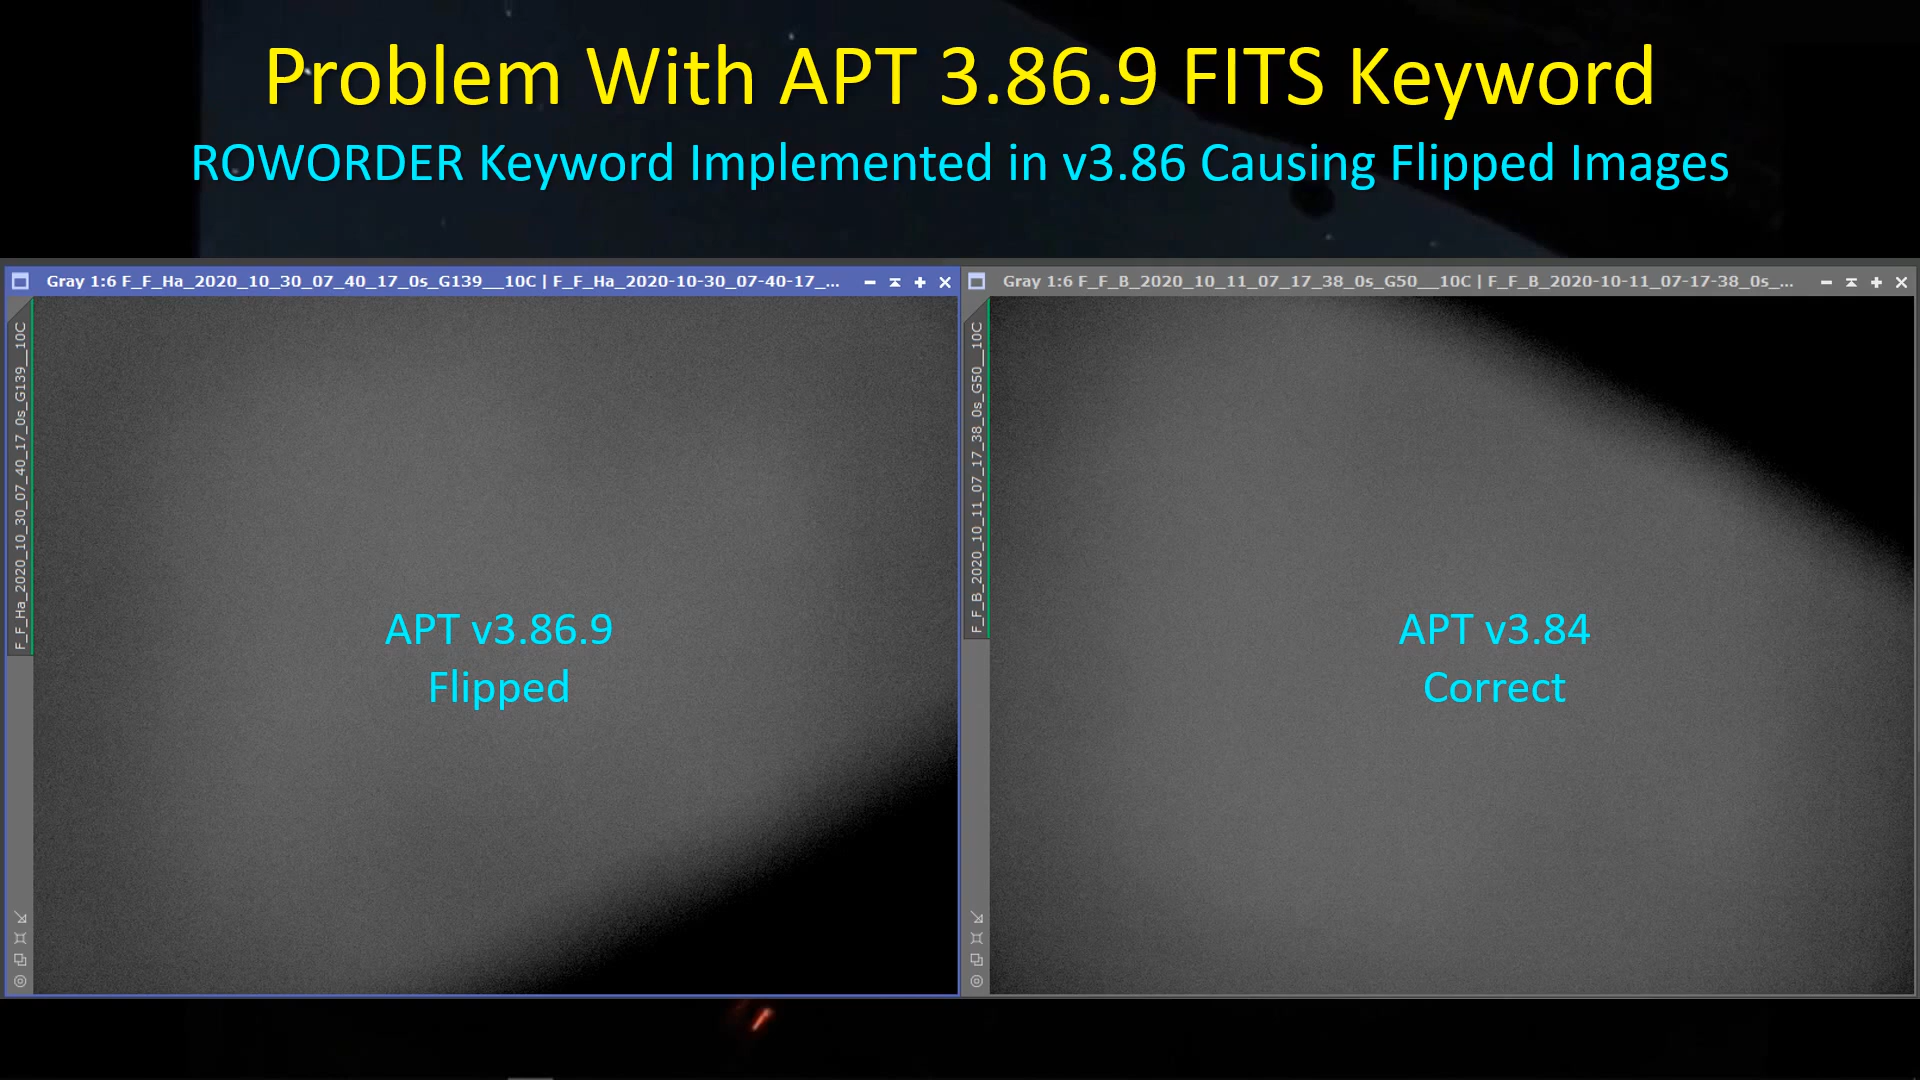 Problem With APT 3.86.9 FITS Keyword
ROWORDER Keyword Implemented in v3.86 Causing Flipped Images
Gray 1:6 F_F_Ha_2020_10_30_07_40_17_0s_G139__10C | F_F_Ha_2020-10-30_07-40-17_...
F_F_Ha_2020_10_30_07_40_17_0s_G139__10C
APT v3.86.9
Flipped
Gray 1:6 F_F_B_2020_10_11_07_17_38_0s_G50__10C | F_F_B_2020-10-11_07-17-38_0s_...
F_F_B_2020_10_11_07_17_38_0s_G50__10C
APT v3.84
Correct